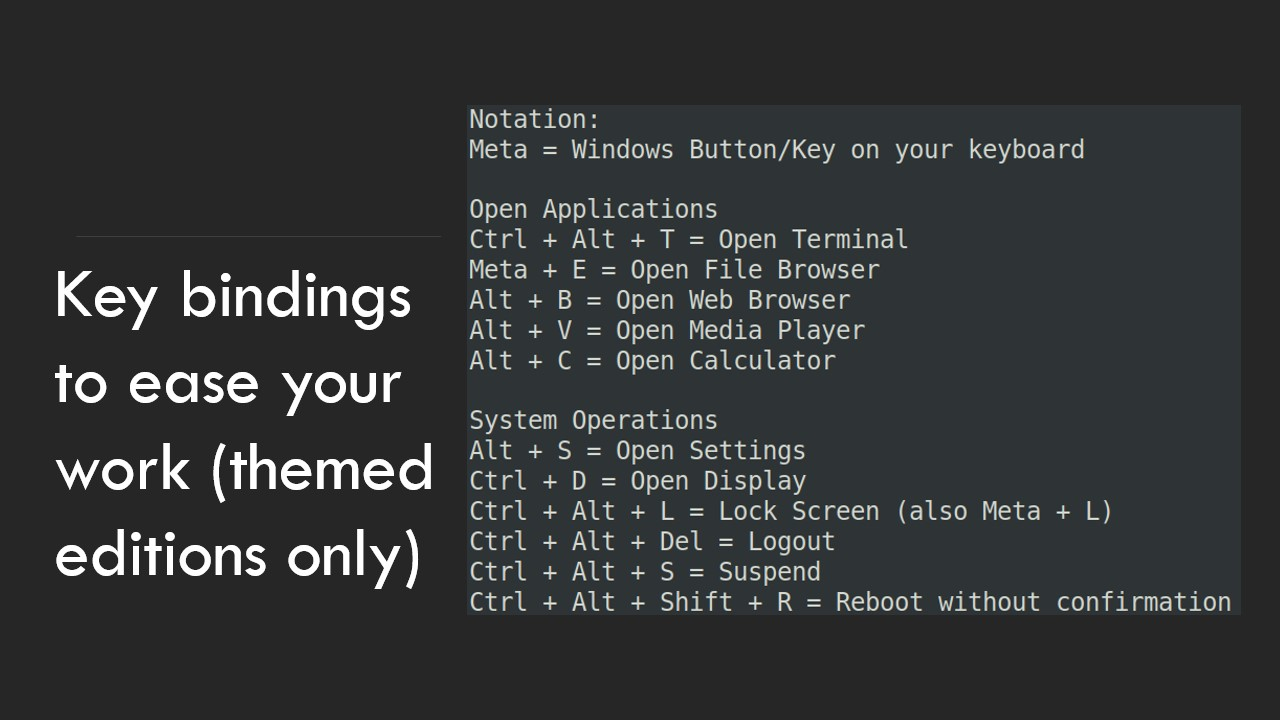 Key bindings
to ease your
work (themed
editions only)
Notation:
Meta = Windows Button/Key on your keyboard
Open Applications
Ctrl + Alt + T = Open Terminal
Meta + E = Open File Browser
Alt + B = Open Web Browser
Alt + V = Open Media Player
Alt + C = Open Calculator
System Operations
Alt + S = Open Settings
Ctrl + D = Open Display
Ctrl + Alt + L = Lock Screen (also Meta + L)
Ctrl + Alt + Del = Logout
Ctrl + Alt + S = Suspend
Ctrl + Alt + Shift + R = Reboot without confirmation